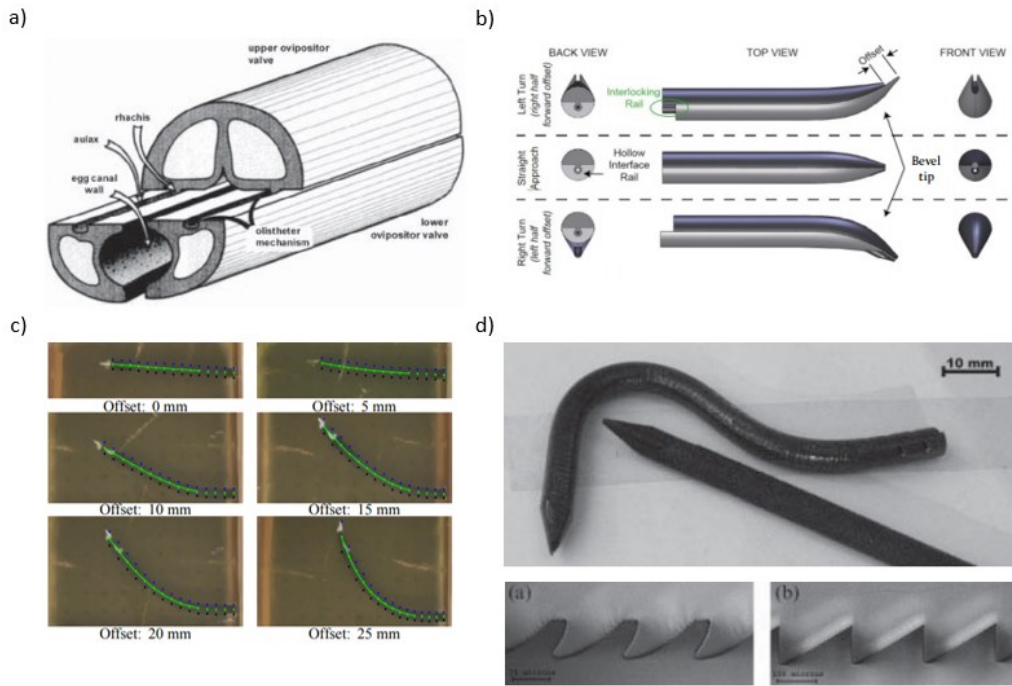 a)
upper ovipositor
valve
rhachis
aulax
egg canal
wall
olistheter
mechanism
lower
ovipositor valve
b)
BACK VIEW
TOP VIEW
FRONT VIEW
Offset
Left Turn
(right half
forward offset)
Interlocking
Rail
Straight
Approach
Hollow
Interface
Rail
Bevel
tip
Right Turn
(left half
forward offset)
c)
Offset: 0 mm
Offset: 5 mm
Offset: 10 mm
Offset: 15 mm
Offset: 20 mm
Offset: 25 mm
d)
10 mm
(a)
(b)